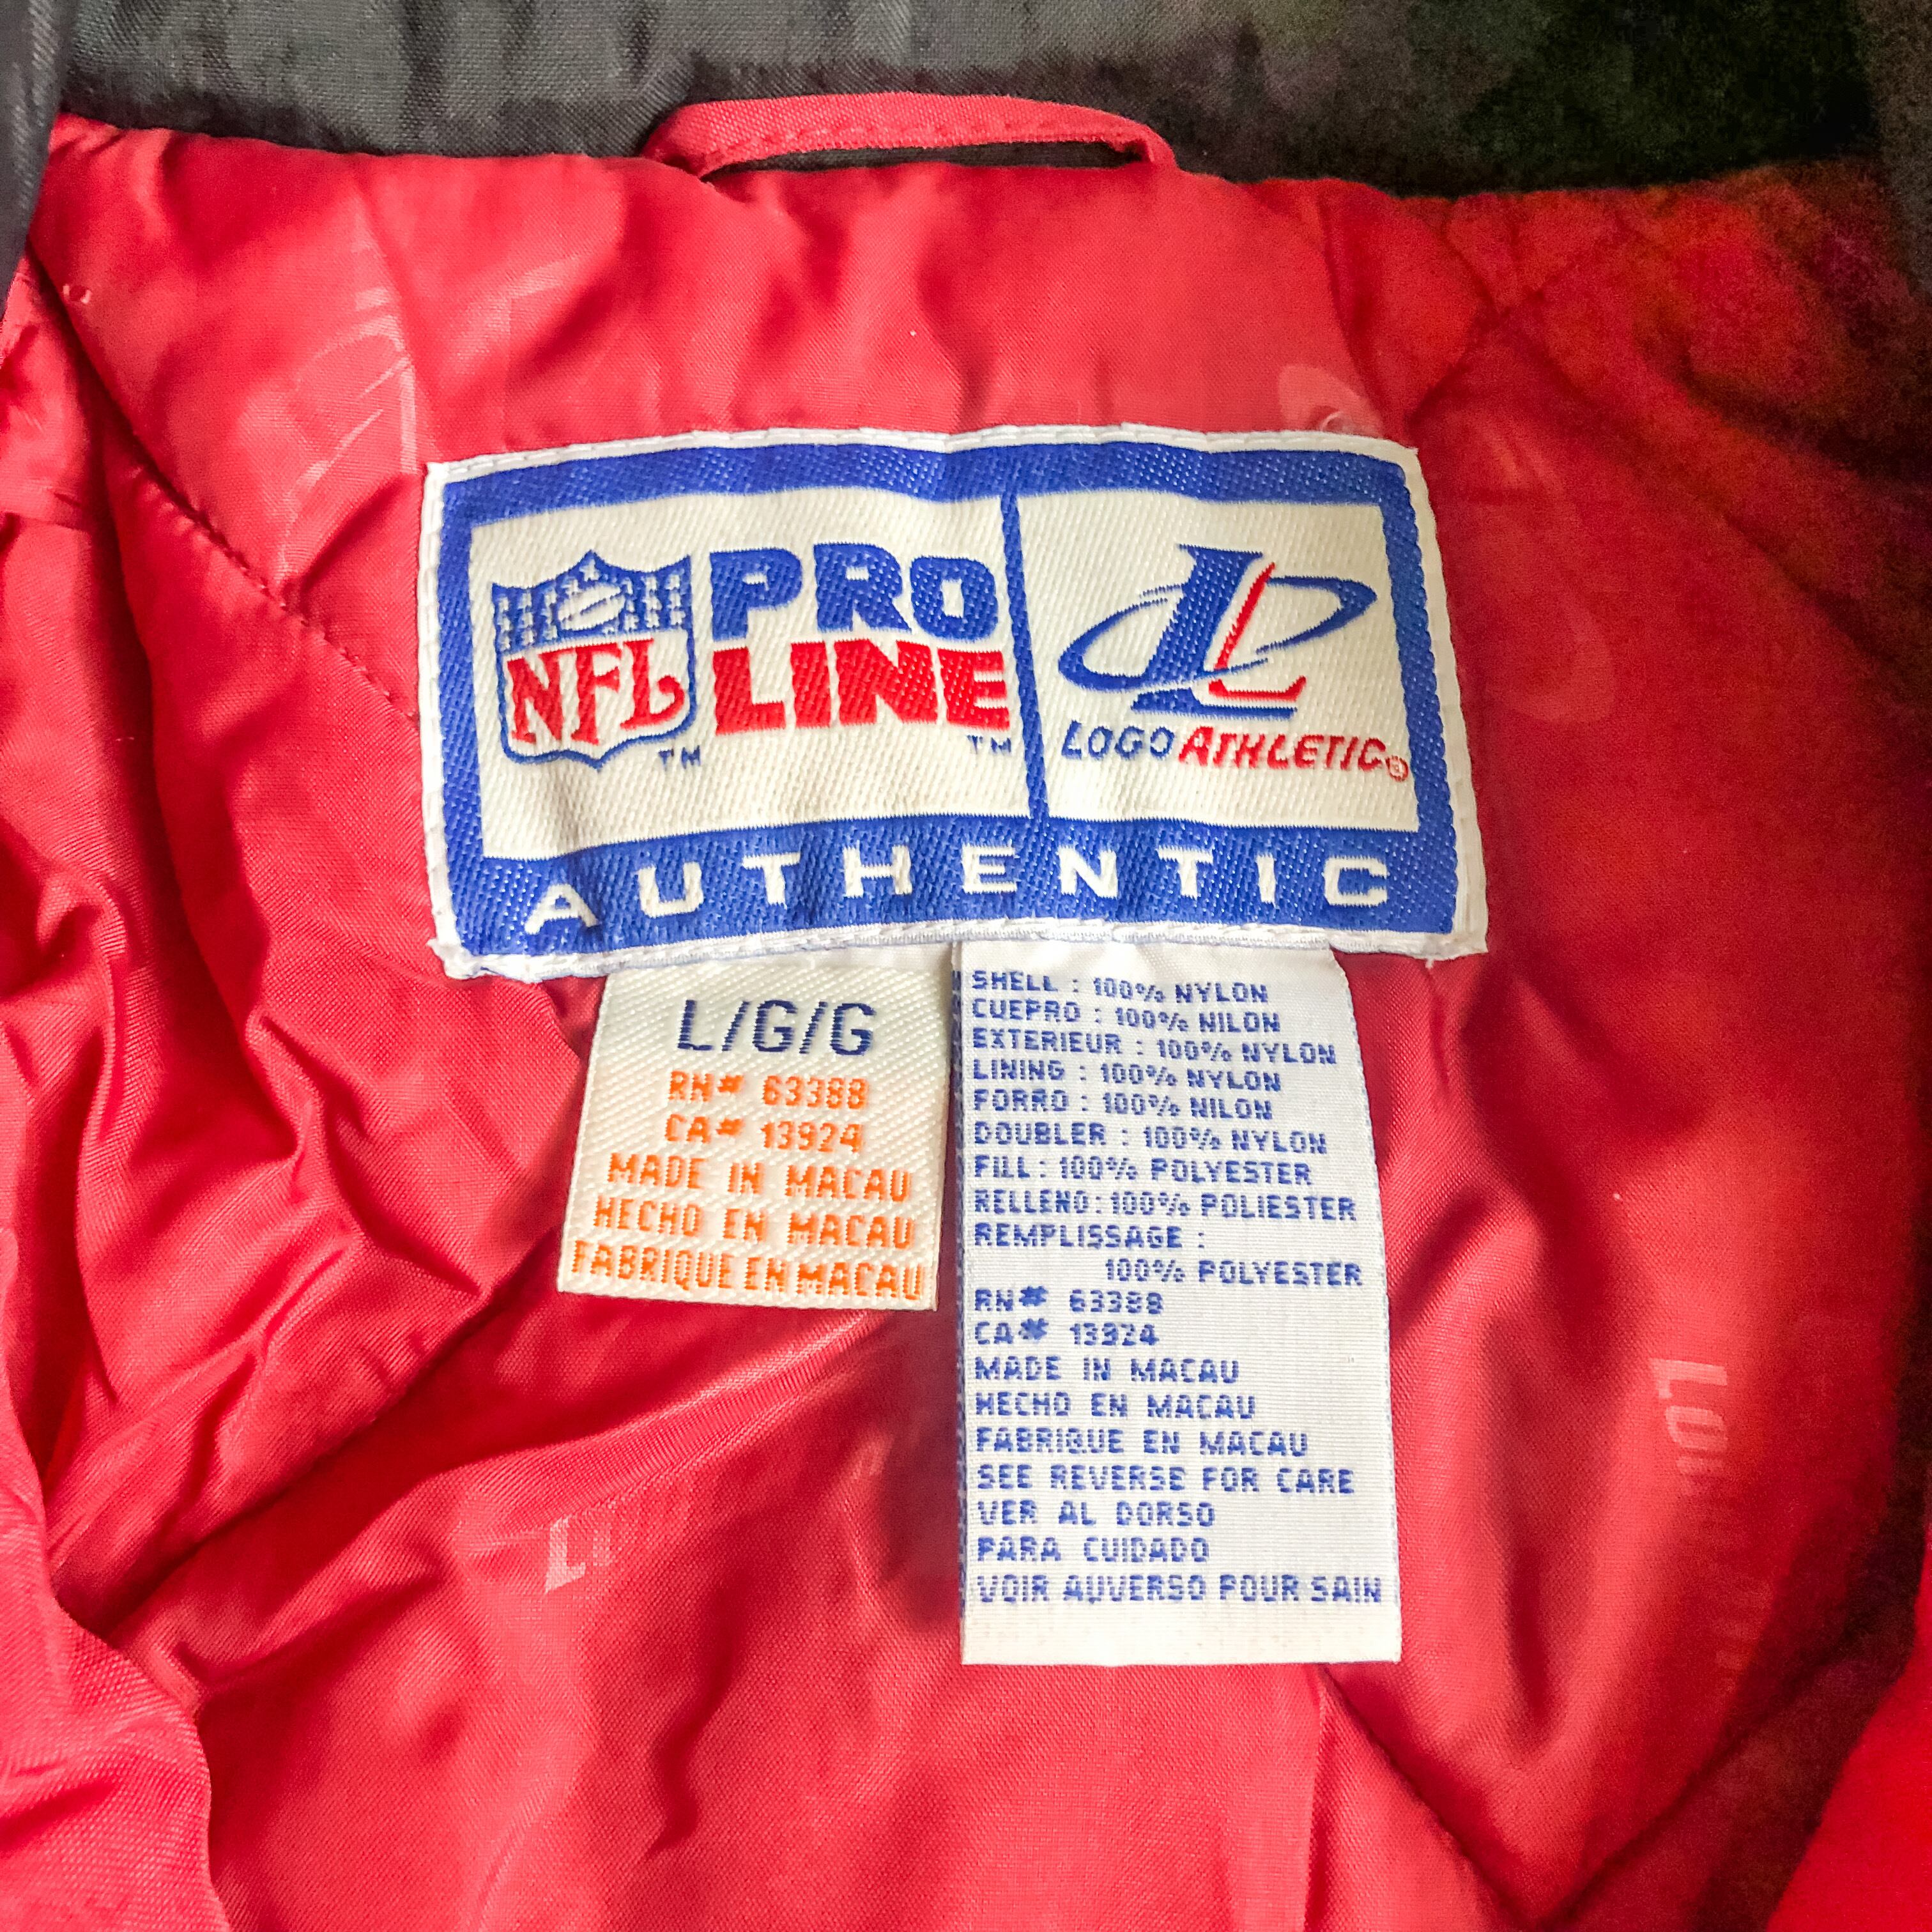 NFL
TM
PRO
LINE
TM
L
LOGO ATHLETIC®
AUTHENTIC
L/G/G
RN# 63388
CA# 13924
MADE IN MACAU
HECHO EN MACAU
FABRIQUE EN MACAU
SHELL : 100% NYLON
CUEPRO : 100% NILON
EXTERIEUR : 100% NYLON
LINING : 100% NYLON
FORRO : 100% NILON
DOUBLER : 100% NYLON
FILL : 100% POLYESTER
RELLENO : 100% POLIESTER
REMPLISSAGE :
100% POLYESTER
RN# 63388
CA# 13924
MADE IN MACAU
HECHO EN MACAU
FABRIQUE EN MACAU
SEE REVERSE FOR CARE
VER AL DORSO
PARA CUIDADO
VOIR AUVERSO POUR SAIN